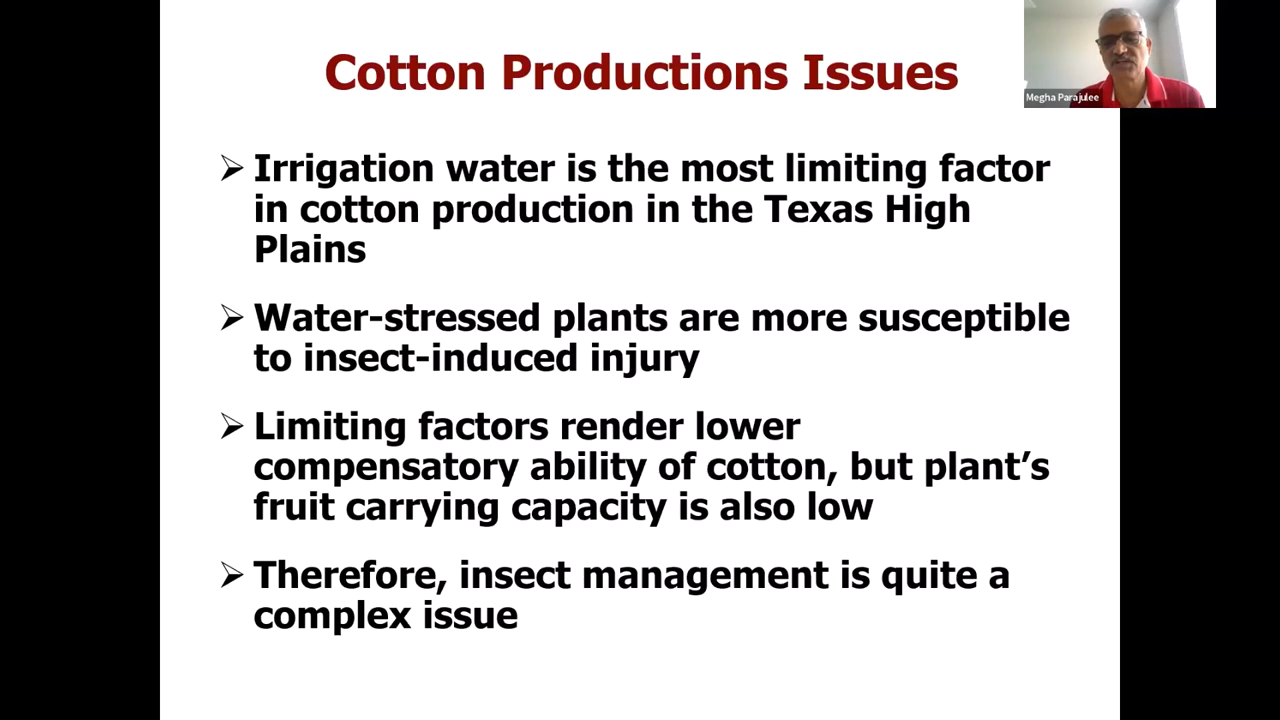 Cotton Productions Issues
Megha Parajulee
➢ Irrigation water is the most limiting factor
in cotton production in the Texas High
Plains
➢ Water-stressed plants are more susceptible
to insect-induced injury
➢ Limiting factors render lower
compensatory ability of cotton, but plant’s
fruit carrying capacity is also low
➢ Therefore, insect management is quite a
complex issue